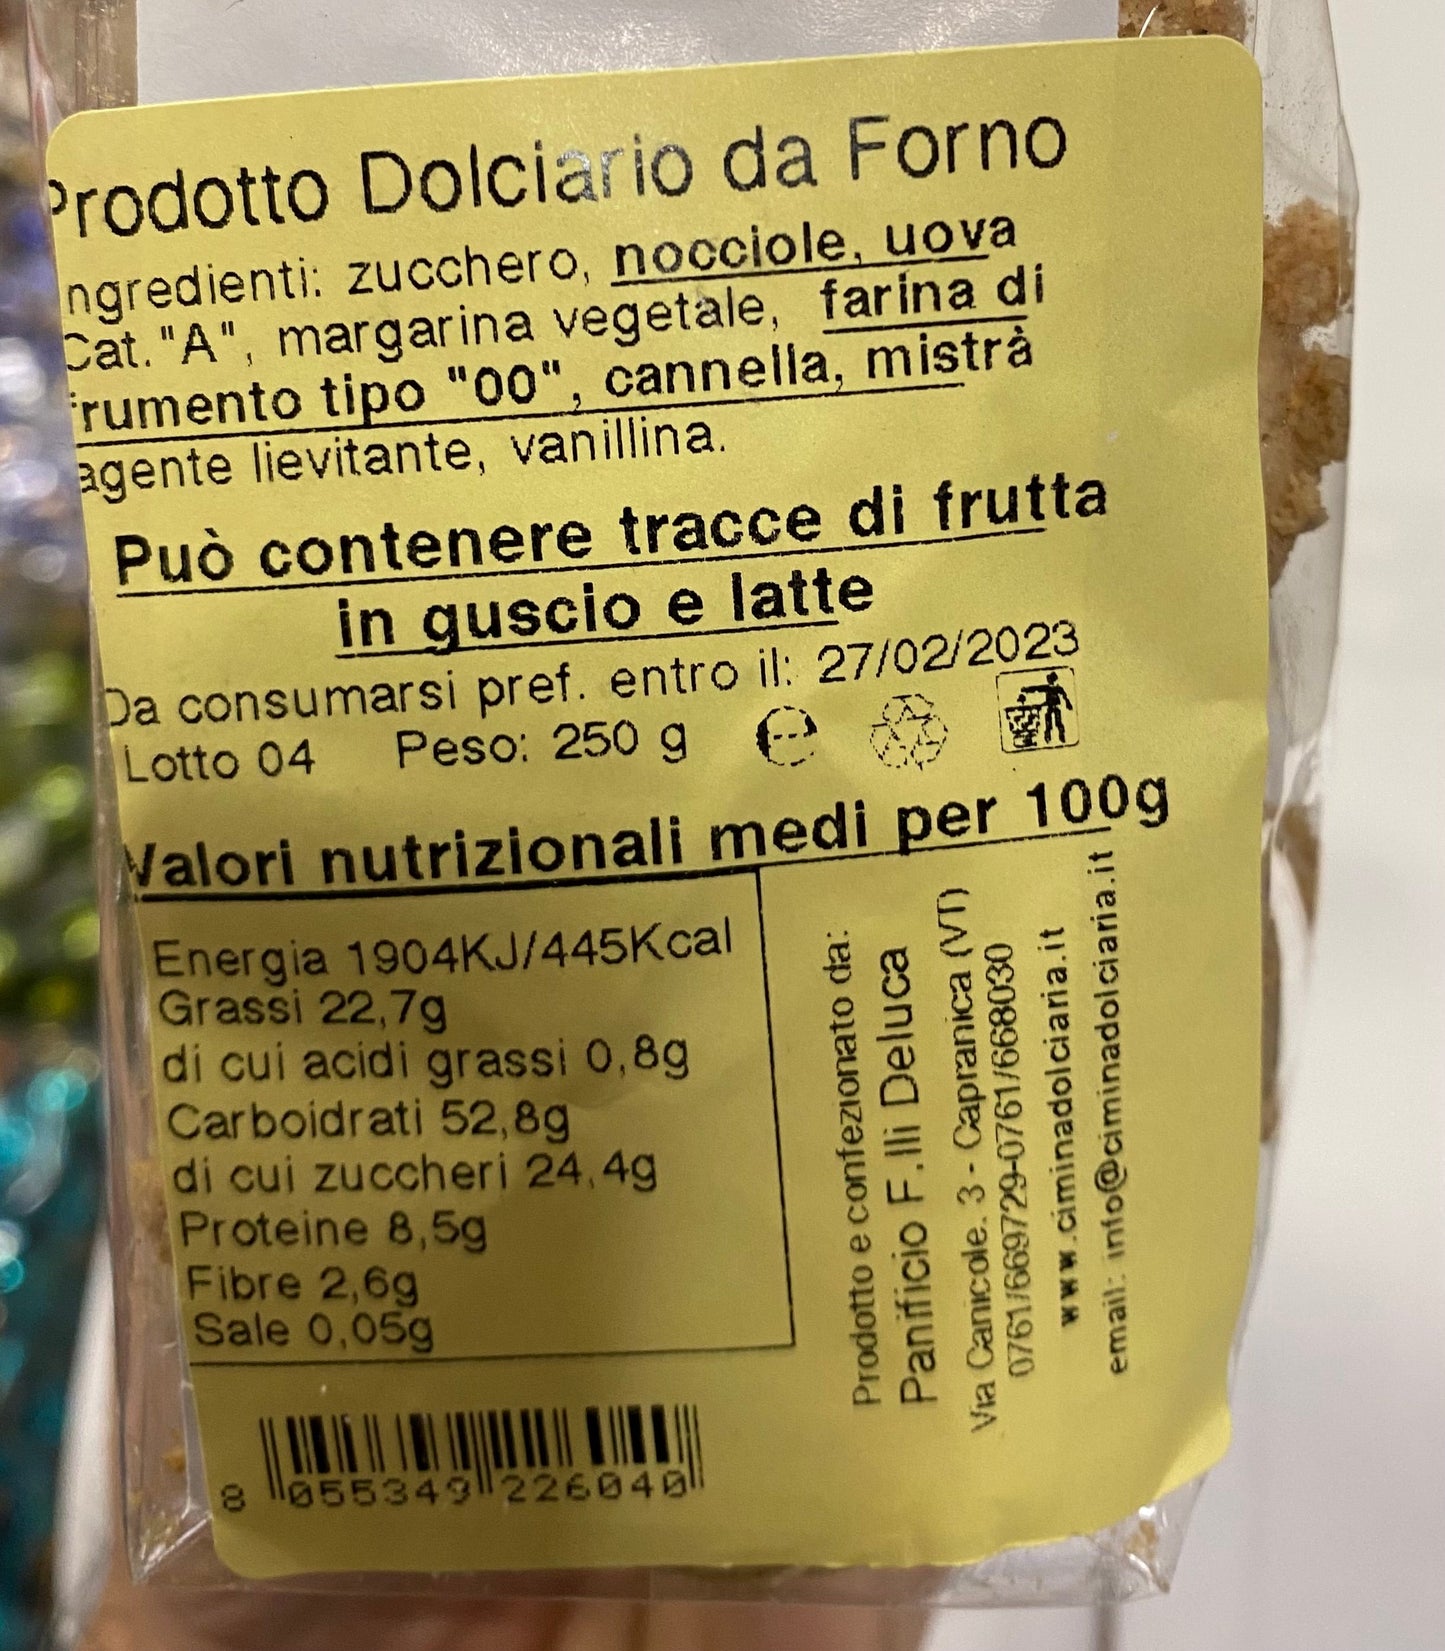 Prodotto Dolciario da Forno
ngredienti: zucchero, nocciole, uova
Cat."A", margarina vegetale, farina di
frumento tipo "00", cannella, mistrà
agente lievitante, vanillina.
Può contenere tracce di frutta
in guscio e latte
Da consumarsi pref. entro il: 27/02/2023
Lotto 04 Peso: 250 g
Valori nutrizionali medi per 100g
Energia 1904KJ/445Kcal
Grassi 22,7g
di cui acidi grassi 0,8g
Carboidrati 52,8g
di cui zuccheri 24,4g
Proteine 8,5g
Fibre 2,6g
Sale 0,05g
Prodotto e confezionato da:
Panificio F.lli Deluca
Via Canicole. 3 - Capranica (VT)
0761/669729-0761/668030
www.ciminadolciaria.it
email: info@ciminadolciaria.it
8 055349 226040